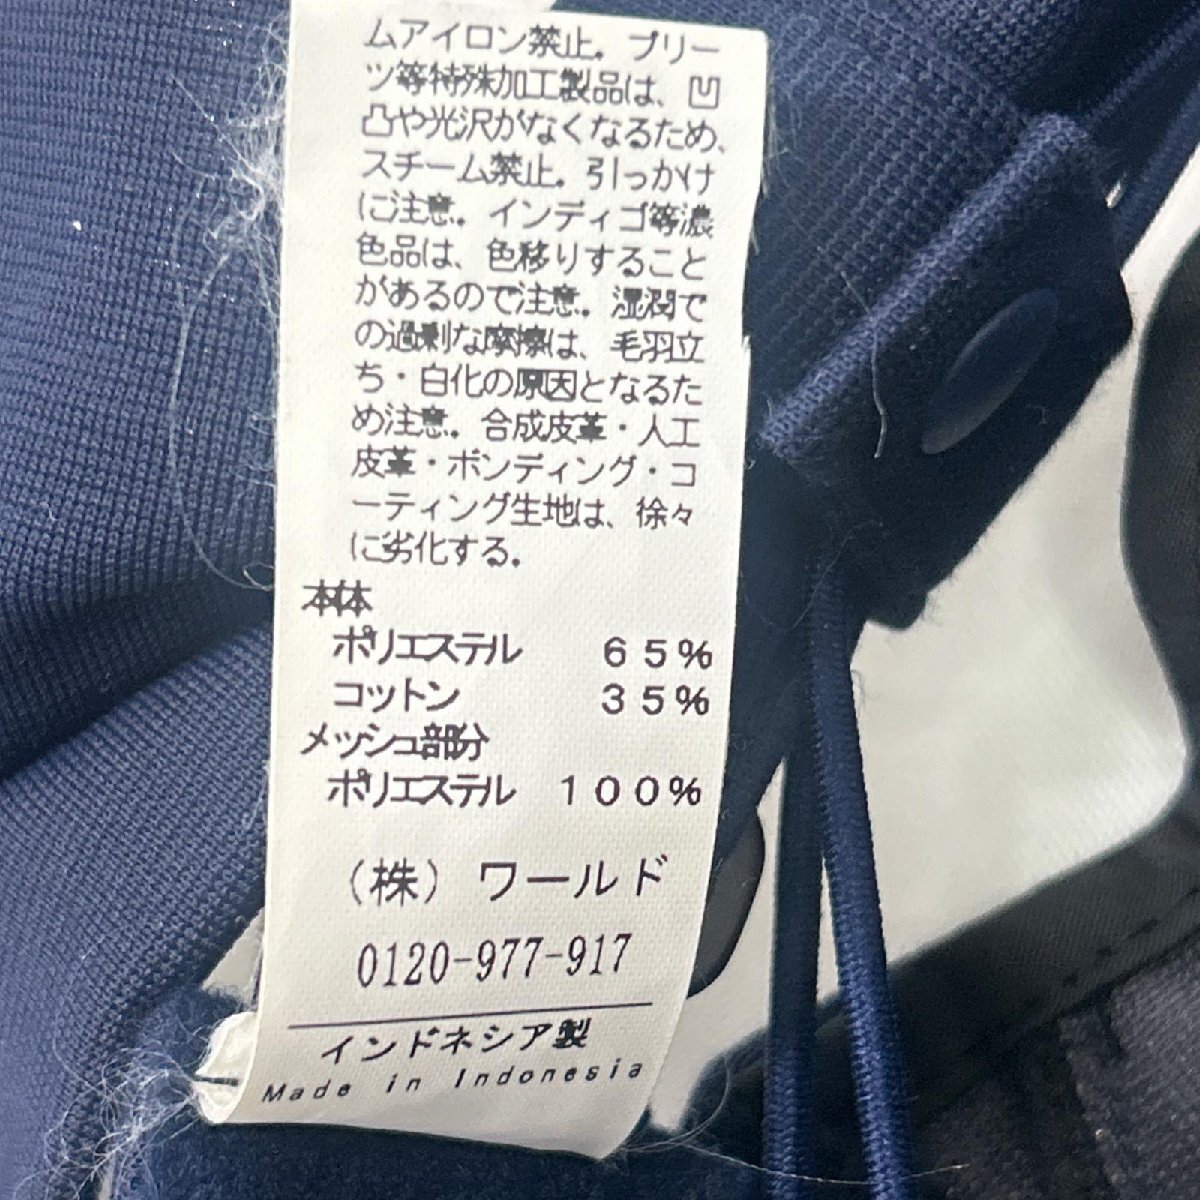 ムアイロン禁止。プリー
ツ等特殊加工製品は、凹
凸や光沢がなくなるため、
スチーム禁止。引っかけ
に注意。インディゴ等濃
色品は、色移りすること
があるので注意。湿潤で
の過剰な摩擦は、毛羽立
ち・白化の原因となるた
め注意。合成皮革・人工
皮革・ボンディング・コ
ーティング生地は、徐々
に劣化する。
本体
ポリエステル 65%
コットン 35%
メッシュ部分
ポリエステル 100%
(株)ワールド
0120-977-917
インドネシア製
Made in Indonesia